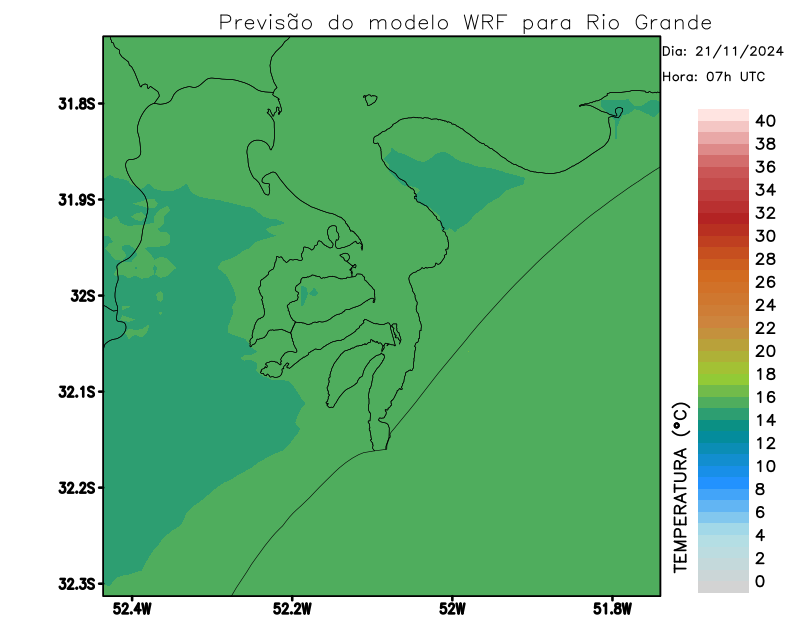 Previsão do modelo WRF para Rio Grande
Dia: 21/11/2024
Hora: 07h UTC
31.8S
31.9S
32S
32.1S
32.2S
32.3S
52.4W
52.2W
52W
51.8W
TEMPERATURA (°C)
40
38
36
34
32
30
28
26
24
22
20
18
16
14
12
10
8
6
4
2
0